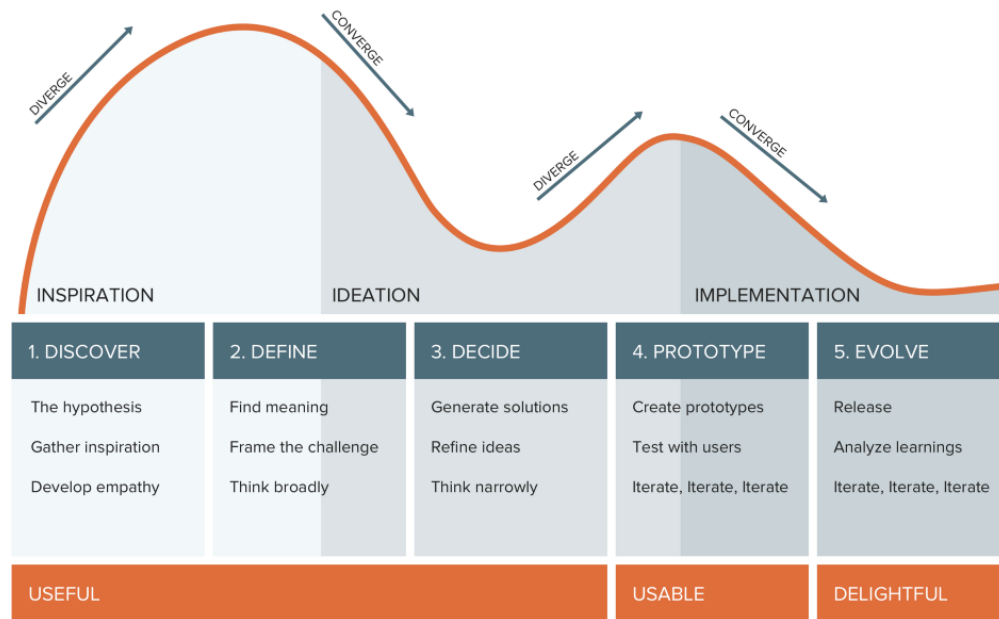 DIVERGE
CONVERGE
DIVERGE
CONVERGE
INSPIRATION
IDEATION
IMPLEMENTATION
1. DISCOVER
The hypothesis
Gather inspiration
Develop empathy
2. DEFINE
Find meaning
Frame the challenge
Think broadly
3. DECIDE
Generate solutions
Refine ideas
Think narrowly
4. PROTOTYPE
Create prototypes
Test with users
Iterate, Iterate, Iterate
5. EVOLVE
Release
Analyze learnings
Iterate, Iterate, Iterate
USEFUL
USABLE
DELIGHTFUL